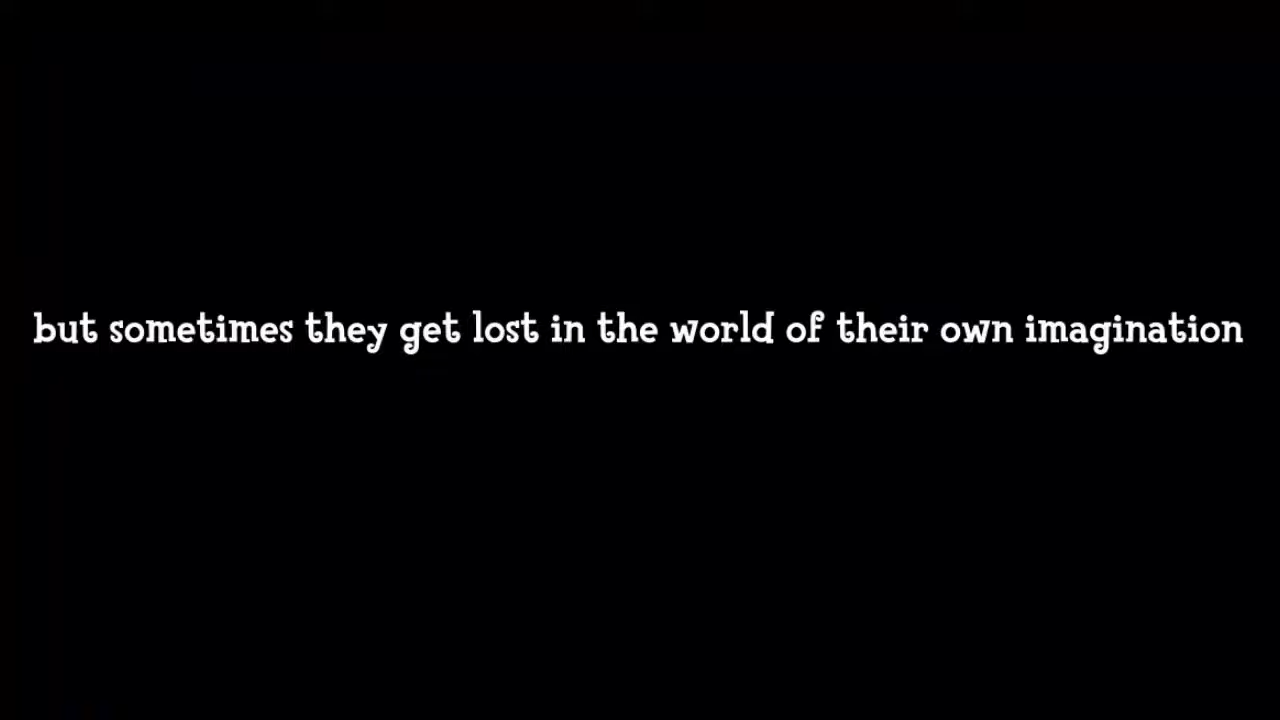 but sometimes they get lost in the world of their own imagination